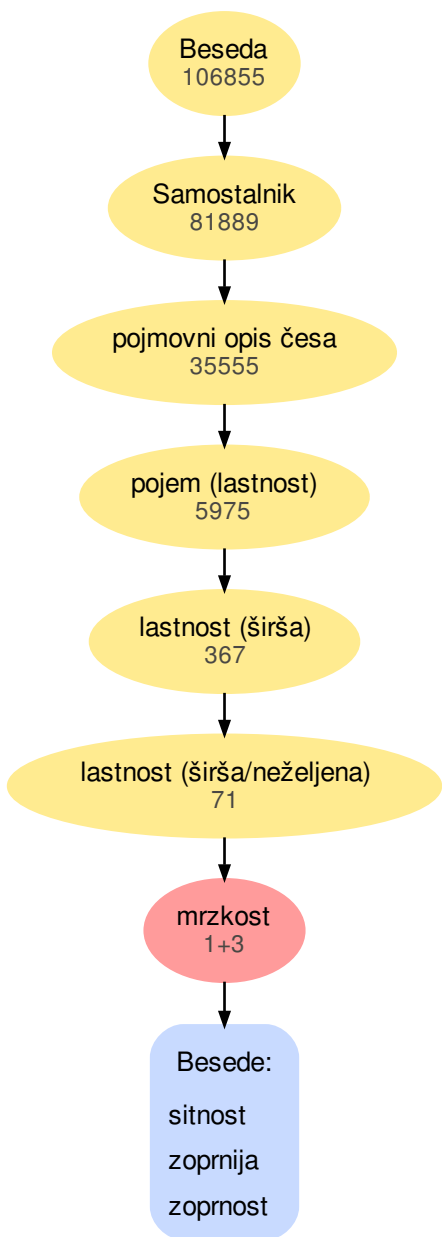 Beseda
106855
Samostalnik
81889
pojmovni opis česa
35555
pojem (lastnost)
5975
lastnost (širša)
367
lastnost (širša/neželjena)
71
mrzkost
1+3
Besede:
sitnost
zoprnija
zoprnost